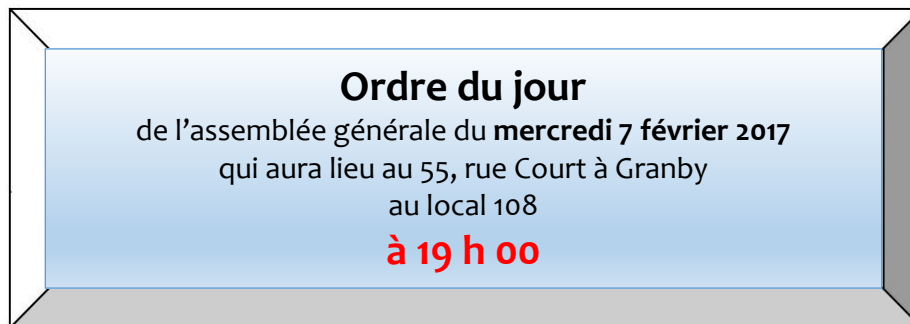 Ordre du jour
de l'assemblée générale du mercredi 7 février 2017
qui aura lieu au 55, rue Court à Granby
au local 108
à 19 h 00